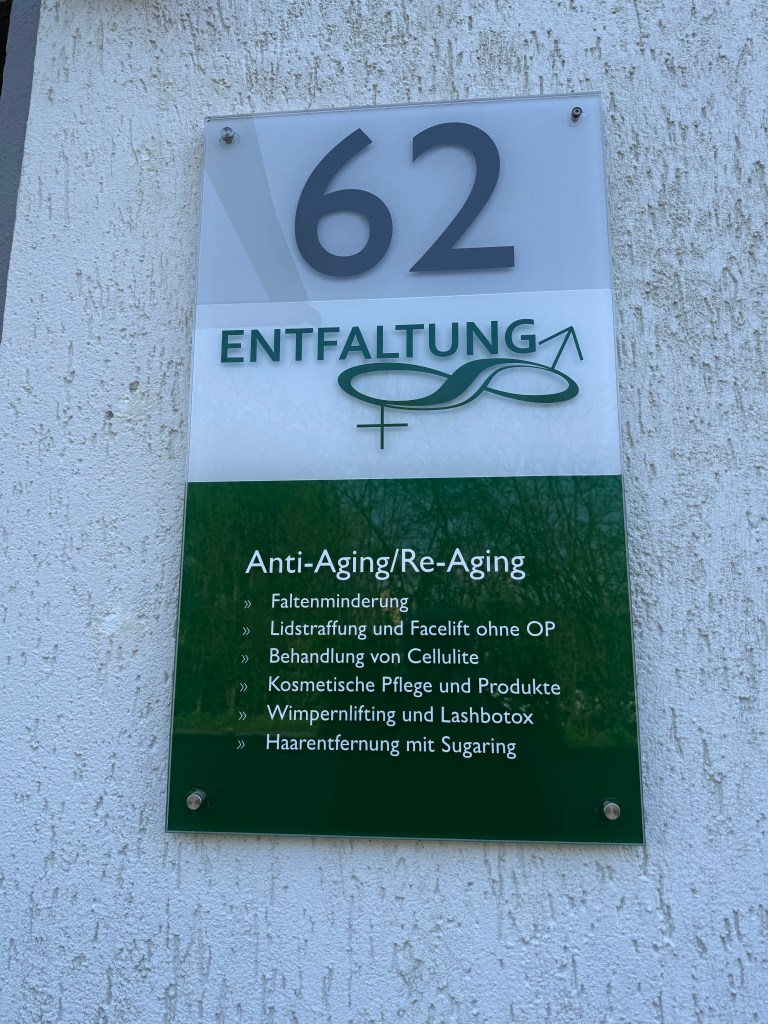 62
ENTFALTUNG
Anti-Aging/Re-Aging
» Faltenminderung
» Lidstraffung und Facelift ohne OP
» Behandlung von Cellulite
» Kosmetische Pflege und Produkte
» Wimpernlifting und Lashbotox
» Haarentfernung mit Sugaring